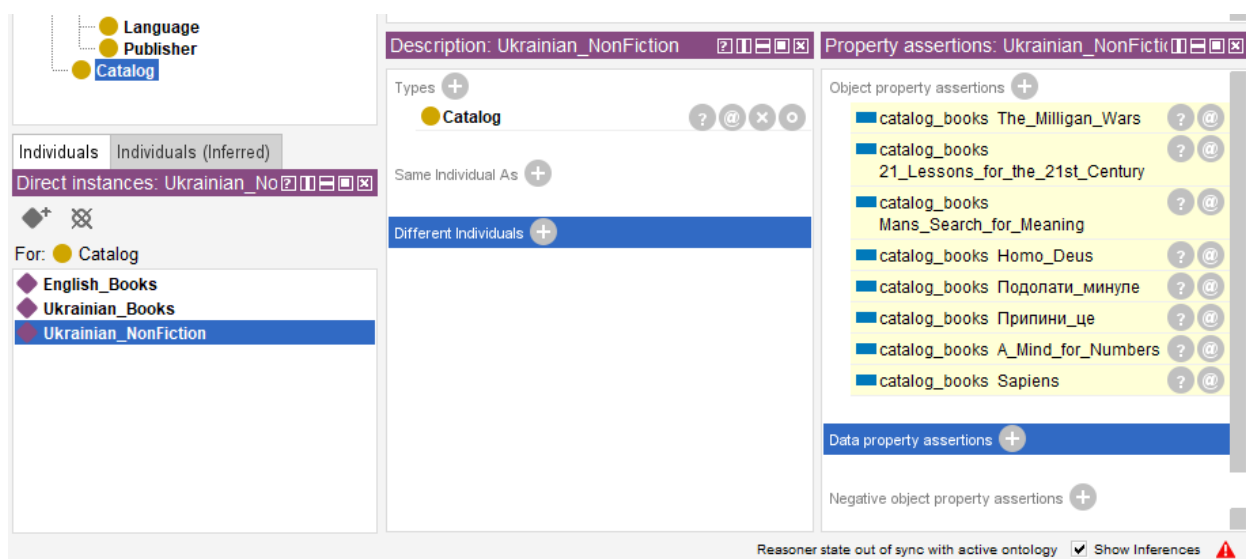 Language
Publisher
Catalog
Individuals Individuals (Inferred)
Direct instances: Ukrainian_No
For: Catalog
English_Books
Ukrainian_Books
Ukrainian_NonFiction
Description: Ukrainian_NonFiction
Types
Catalog
Same Individual As
Different Individuals
Property assertions: Ukrainian_NonFictic
Object property assertions
catalog_books The_Milligan_Wars
catalog_books
21_Lessons_for_the_21st_Century
catalog_books
Mans_Search_for_Meaning
catalog_books Homo_Deus
catalog_books Подолати_минуле
catalog_books Припини_це
catalog_books A_Mind_for_Numbers
catalog_books Sapiens
Data property assertions
Negative object property assertions
Reasoner state out of sync with active ontology Show Inferences